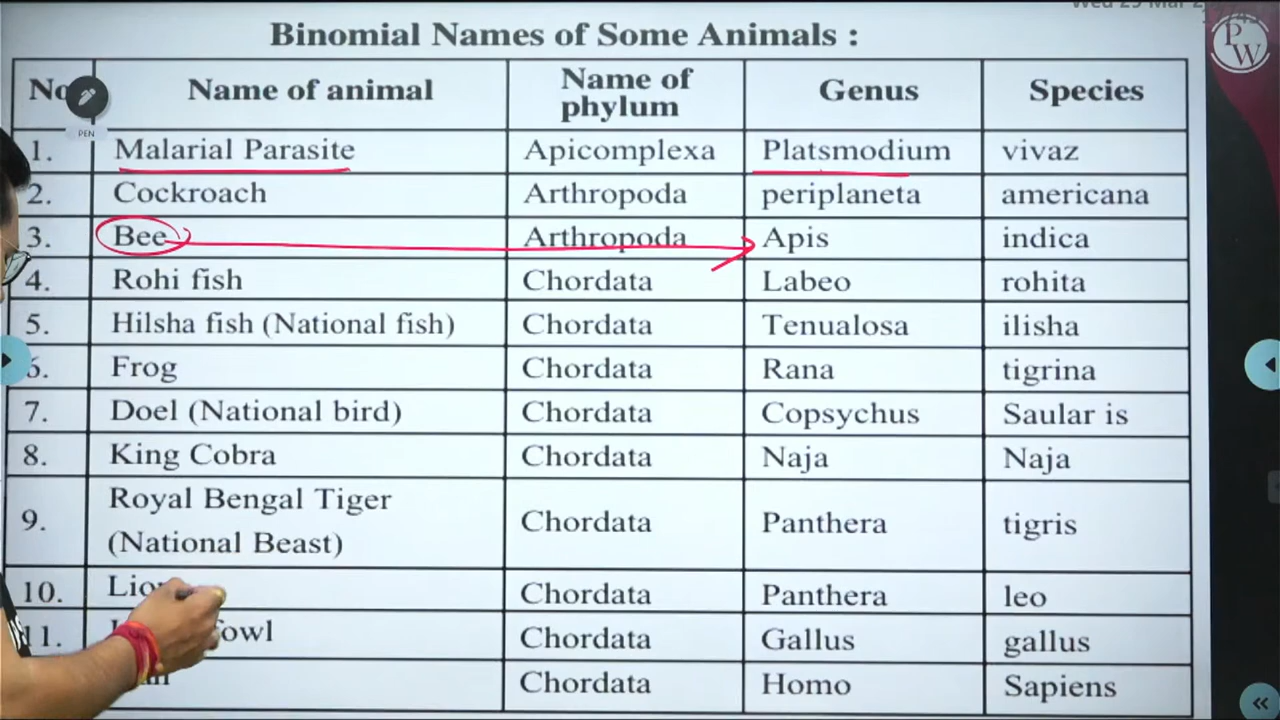 Binomial Names of Some Animals :
Name of animal Name of phylum Genus Species
PEN
1. Malarial Parasite Apicomplexa Platsmodium vivaz
2. Cockroach Arthropoda periplaneta americana
3. Bee Arthropoda Apis indica
4. Rohi fish Chordata Labeo rohita
5. Hilsha fish (National fish) Chordata Tenualosa ilisha
6. Frog Chordata Rana tigrina
7. Doel (National bird) Chordata Copsychus Saular is
8. King Cobra Chordata Naja Naja
9. Royal Bengal Tiger Chordata Panthera tigris
(National Beast)
10. Chordata Panthera leo
11. Chordata Gallus gallus
Chordata Homo Sapiens
PW